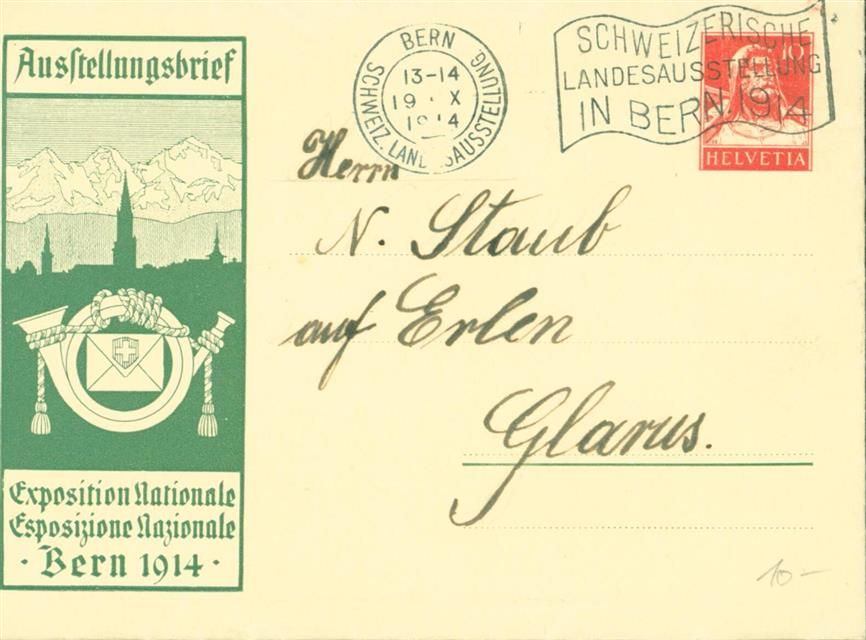 Ausstellungsbrief
Exposition Nationale
Esposizione Nazionale
· Bern 1914 ·
BERN
13-14
19 X
1914
SCHWEIZ. LANDESAUSSTELLUNG.
SCHWEIZERISCHE
LANDESAUSSTELLUNG
IN BERN. 1914
10
HELVETIA
Herrn
N. Staub
auf Erlen
Glarus.
10-